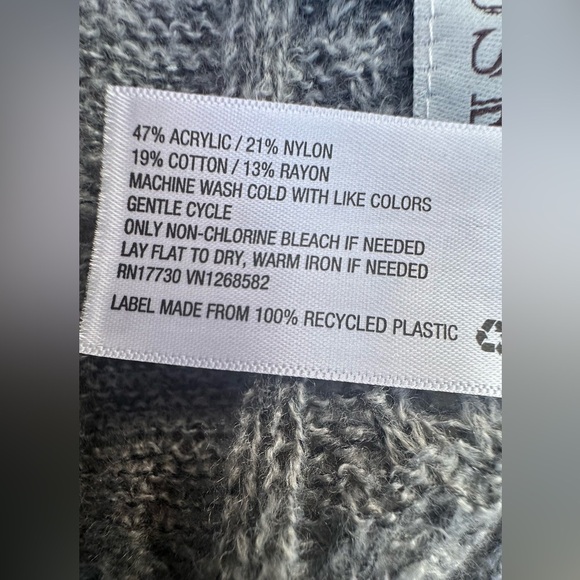 47% ACRYLIC / 21% NYLON
19% COTTON / 13% RAYON
MACHINE WASH COLD WITH LIKE COLORS
GENTLE CYCLE
ONLY NON-CHLORINE BLEACH IF NEEDED
LAY FLAT TO DRY, WARM IRON IF NEEDED
RN17730 VN1268582
LABEL MADE FROM 100% RECYCLED PLASTIC